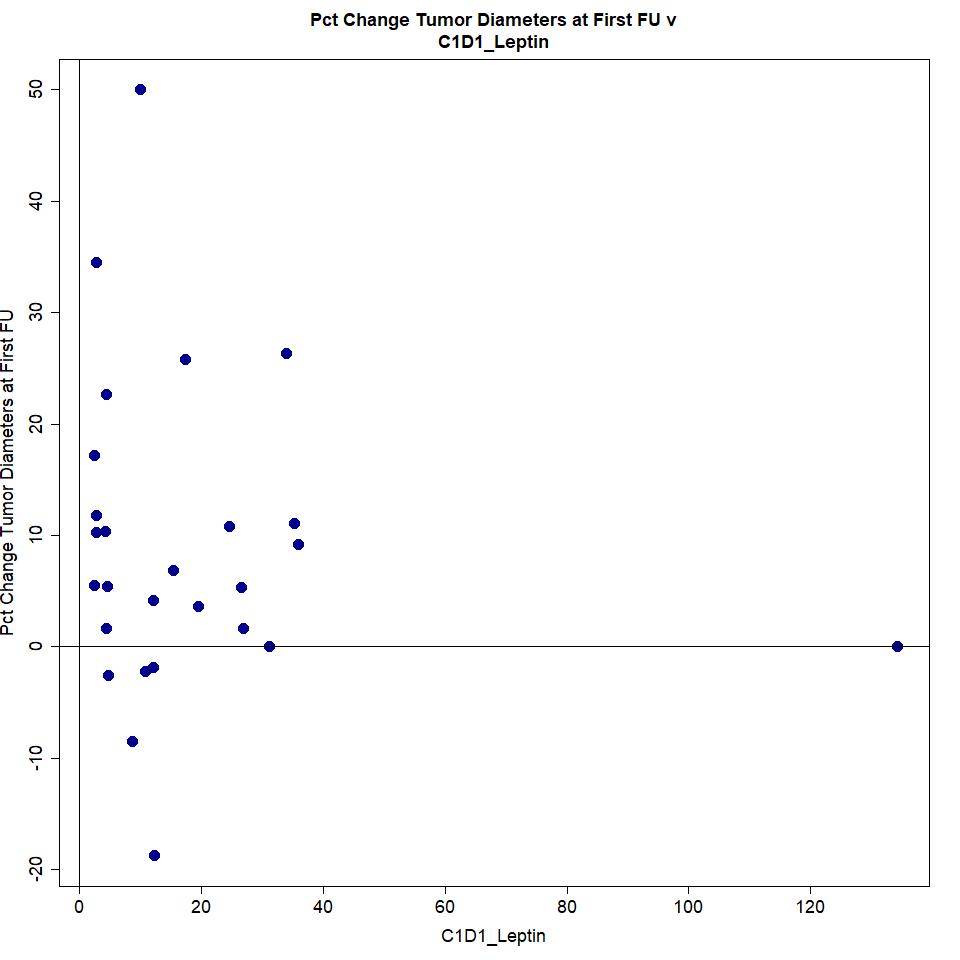 Pct Change Tumor Diameters at First FU v
C1D1_Leptin
Pct Change Tumor Diameters at First FU
50
40
30
20
10
0
-10
-20
0 20 40 60 80 100 120
C1D1_Leptin